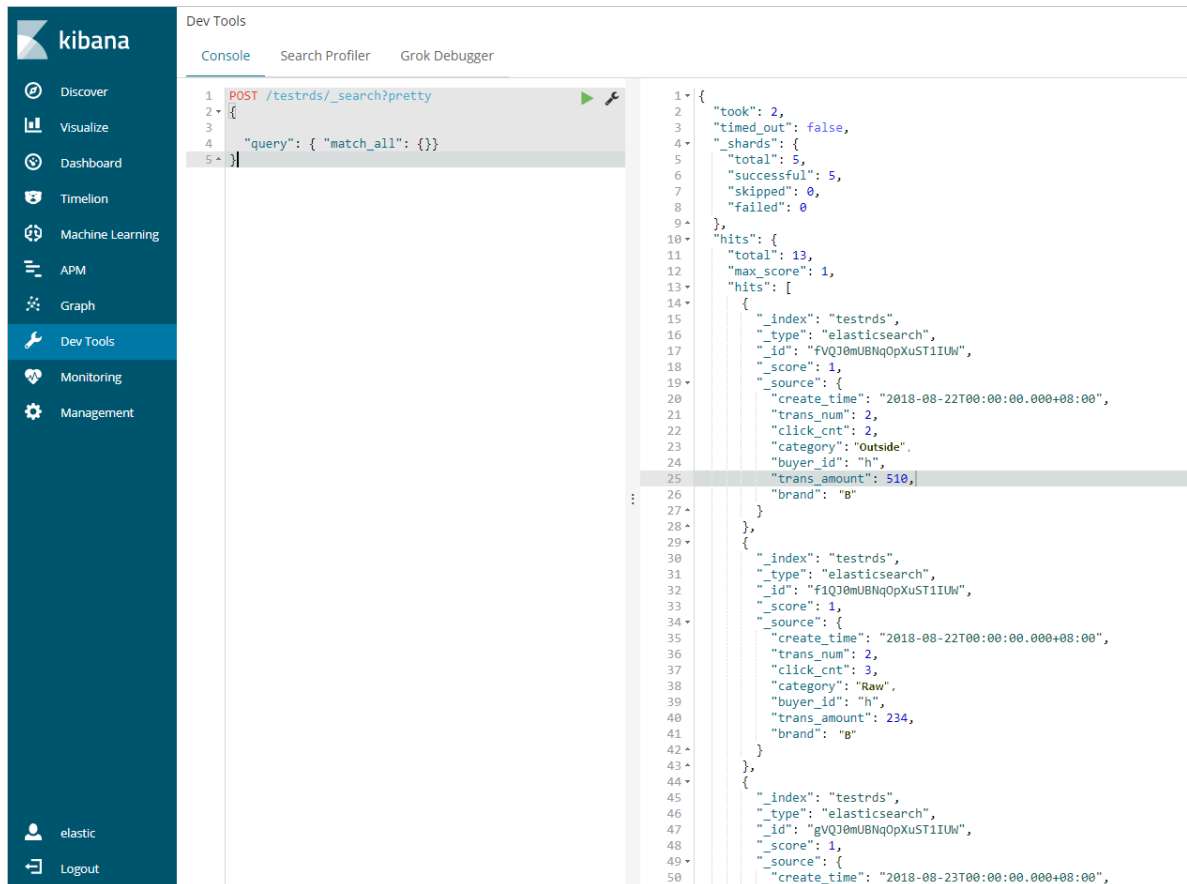 kibana
Discover
Visualize
Dashboard
Timelion
Machine Learning
APM
Graph
Dev Tools
Monitoring
Management
elastic
Logout
Dev Tools
Console Search Profiler Grok Debugger
1 POST /testrds/_search?pretty
2 {
3
4 "query": { "match_all": {}}
5 }
1 {
2 "took": 2,
3 "timed_out": false,
4 "_shards": {
5 "total": 5,
6 "successful": 5,
7 "skipped": 0,
8 "failed": 0
9 },
10 "hits": {
11 "total": 13,
12 "max_score": 1,
13 "hits": [
14 {
15 "_index": "testrds",
16 "_type": "elasticsearch",
17 "_id": "fVQJ0mUBNqOpXuST1IUW",
18 "_score": 1,
19 "_source": {
20 "create_time": "2018-08-22T00:00:00.000+08:00",
21 "trans_num": 2,
22 "click_cnt": 2,
23 "category": "Outside",
24 "buyer_id": "h",
25 "trans_amount": 510,
26 "brand": "B"
27 }
28 },
29 {
30 "_index": "testrds",
31 "_type": "elasticsearch",
32 "_id": "f1QJ0mUBNqOpXuST1IUW",
33 "_score": 1,
34 "_source": {
35 "create_time": "2018-08-22T00:00:00.000+08:00",
36 "trans_num": 2,
37 "click_cnt": 3,
38 "category": "Raw",
39 "buyer_id": "h",
40 "trans_amount": 234,
41 "brand": "B"
42 }
43 },
44 {
45 "_index": "testrds",
46 "_type": "elasticsearch",
47 "_id": "gVQJ0mUBNqOpXuST1IUW",
48 "_score": 1,
49 "_source": {
50 "create_time": "2018-08-23T00:00:00.000+08:00",